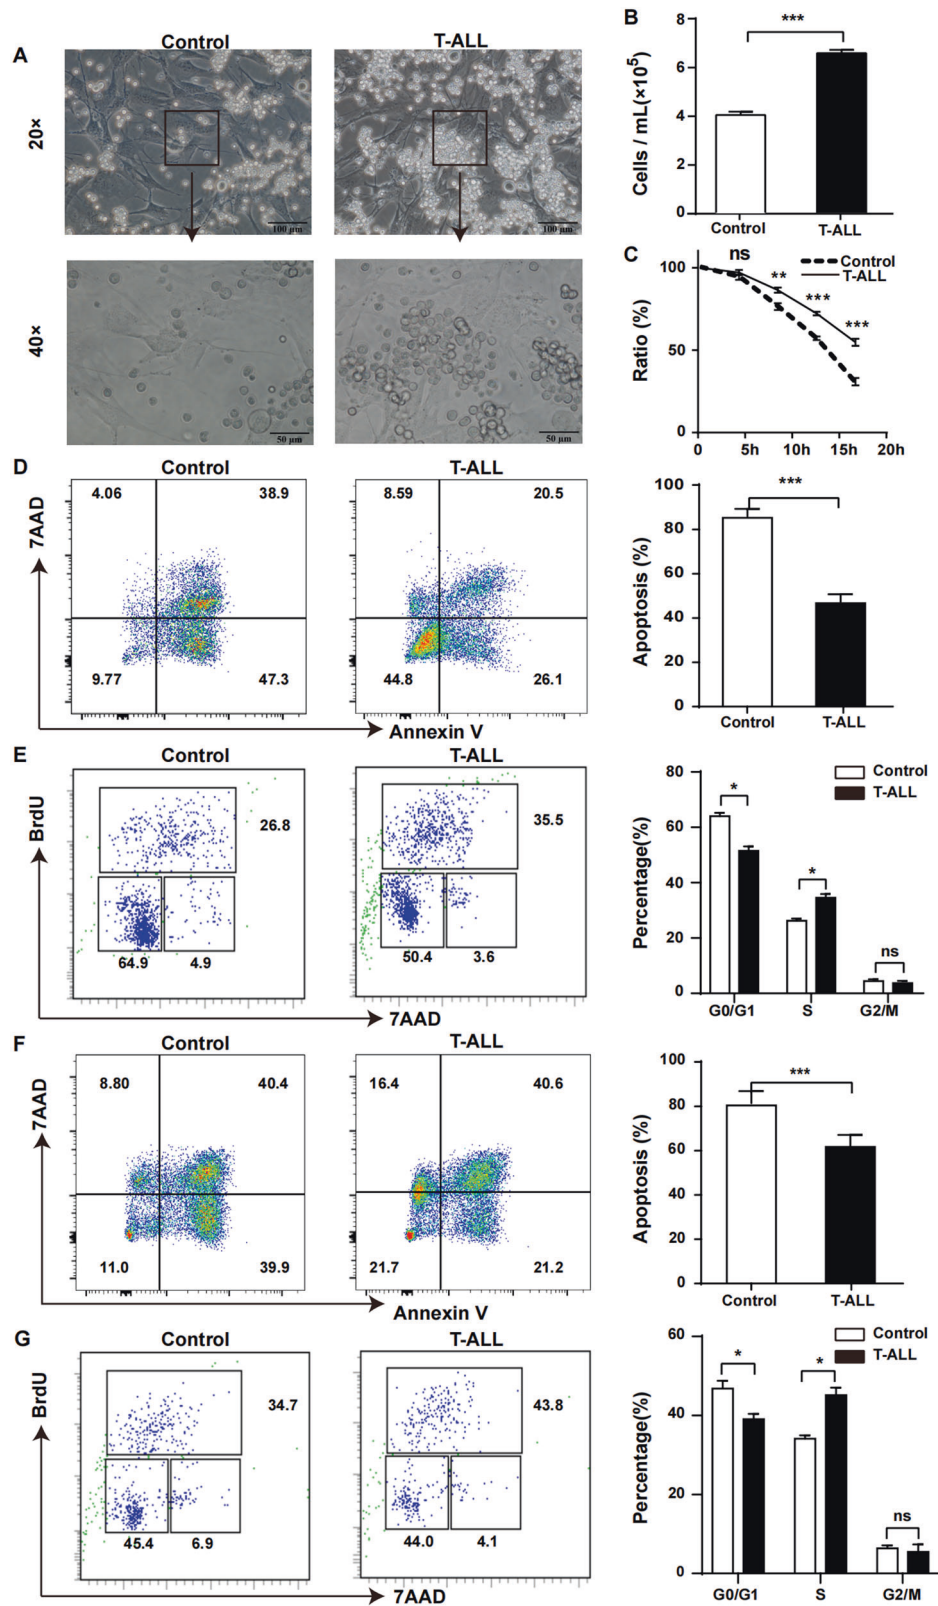 A
Control
T-ALL
20×
100 μm
100 μm
40×
50 μm
50 μm
B
***
Cells / mL(×10⁵)
8
6
4
2
0
Control
T-ALL
C
ns
Control
T-ALL
**
***
***
Ratio (%)
100
50
0
0
5h
10h
15h
20h
D
Control
T-ALL
7AAD
4.06
38.9
9.77
47.3
8.59
20.5
44.8
26.1
Annexin V
***
Apoptosis (%)
100
80
60
40
20
0
Control
T-ALL
E
Control
T-ALL
BrdU
26.8
64.9
4.9
35.5
50.4
3.6
7AAD
Control
T-ALL
*
*
ns
Percentage(%)
80
60
40
20
0
G0/G1
S
G2/M
F
Control
T-ALL
7AAD
8.80
40.4
11.0
39.9
16.4
40.6
21.7
21.2
Annexin V
***
Apoptosis (%)
100
80
60
40
20
0
Control
T-ALL
G
Control
T-ALL
BrdU
34.7
45.4
6.9
43.8
44.0
4.1
7AAD
Control
T-ALL
*
*
ns
Percentage(%)
60
40
20
0
G0/G1
S
G2/M